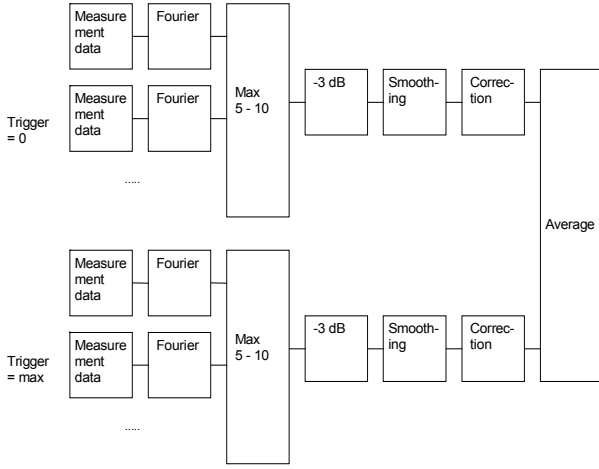 Measure
ment
data
Fourier
Max
5 - 10
-3 dB
Smooth-
ing
Correc-
tion
Measure
ment
data
Fourier
Trigger
= 0
.....
Average
Measure
ment
data
Fourier
Max
5 - 10
-3 dB
Smooth-
ing
Correc-
tion
Measure
ment
data
Fourier
Trigger
= max
.....